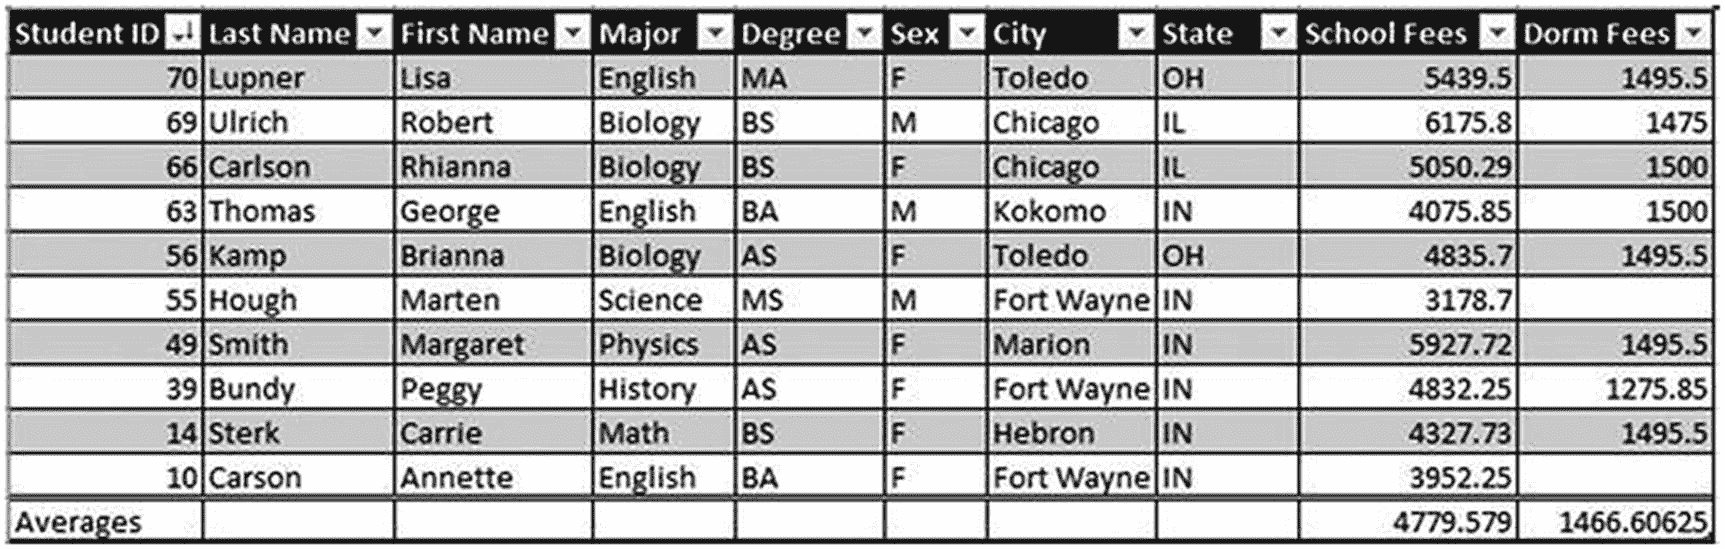 Student ID Last Name First Name Major Degree Sex City State School Fees Dorm Fees
70 Lupner Lisa English MA F Toledo OH 5439.5 1495.5
69 Ulrich Robert Biology BS M Chicago IL 6175.8 1475
66 Carlson Rhianna Biology BS F Chicago IL 5050.29 1500
63 Thomas George English BA M Kokomo IN 4075.85 1500
56 Kamp Brianna Biology AS F Toledo OH 4835.7 1495.5
55 Hough Marten Science MS M Fort Wayne IN 3178.7
49 Smith Margaret Physics AS F Marion IN 5927.72 1495.5
39 Bundy Peggy History AS F Fort Wayne IN 4832.25 1275.85
14 Sterk Carrie Math BS F Hebron IN 4327.73 1495.5
10 Carson Annette English BA F Fort Wayne IN 3952.25
Averages 4779.579 1466.60625